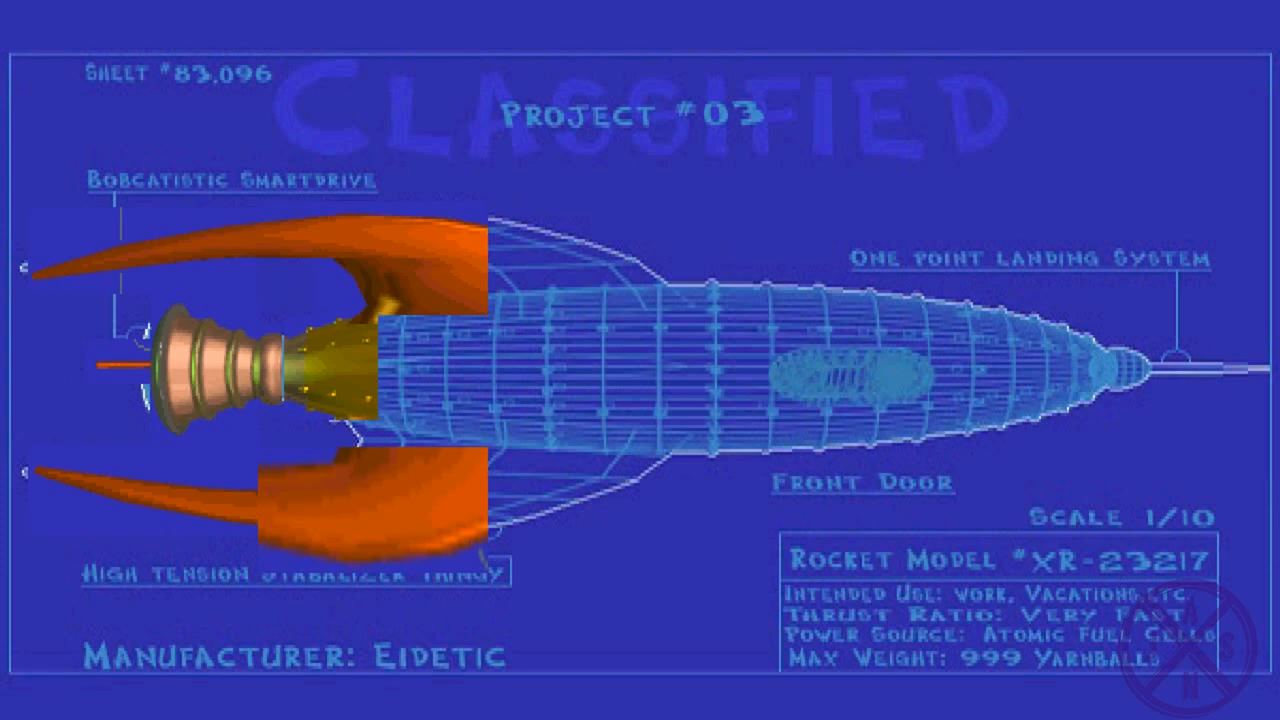 SHEET #83,096
CLASSIFIED
PROJECT #03
BOBCATISTIC SMARTDRIVE
ONE POINT LANDING SYSTEM
FRONT DOOR
SCALE 1/10
ROCKET MODEL #XR-23217
HIGH TENSION STABALIZER THINGY
INTENDED USE: WORK, VACATIONS, ETC.
THRUST RATIO: VERY FAST
POWER SOURCE: ATOMIC FUEL CELLS
MANUFACTURER: EIDETIC
MAX WEIGHT: 999 YARNBALLS